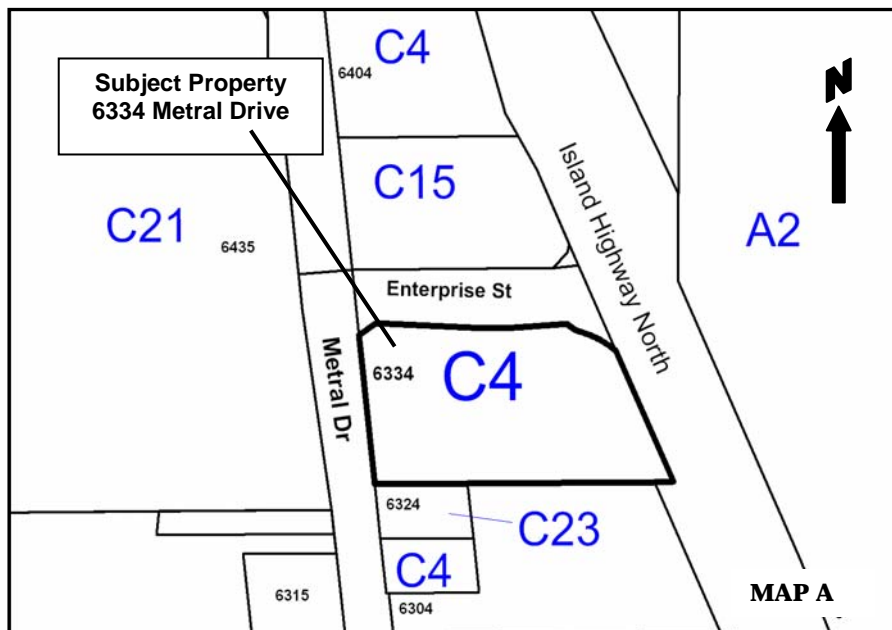 C4
6404
Subject Property
6334 Metral Drive
N
C15
Island Highway North
C21
6435
A2
Enterprise St
Metral Dr
6334
C4
6324
C23
C4
6315
6304
MAP A